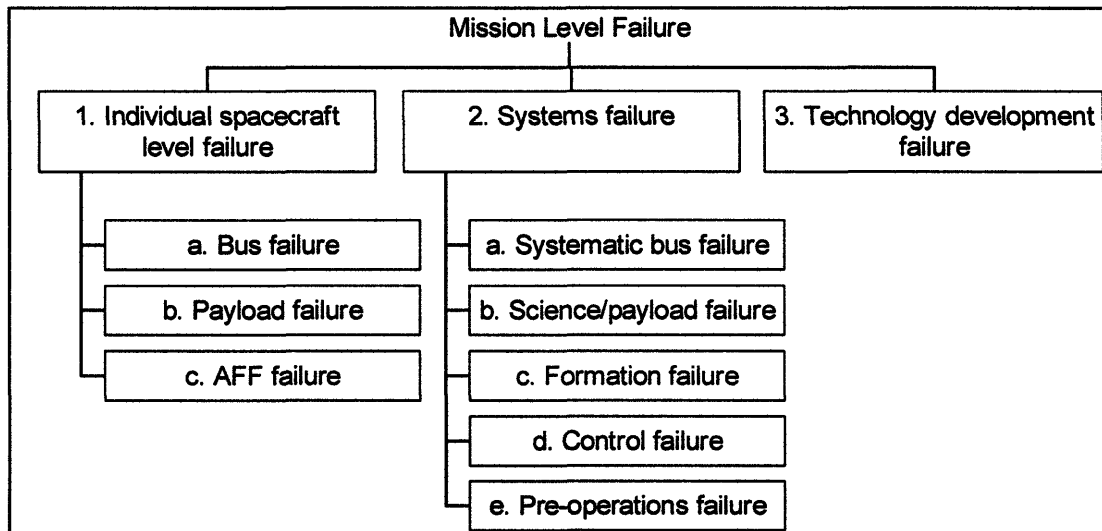 Mission Level Failure
1. Individual spacecraft
level failure
a. Bus failure
b. Payload failure
c. AFF failure
2. Systems failure
a. Systematic bus failure
b. Science/payload failure
c. Formation failure
d. Control failure
e. Pre-operations failure
3. Technology development
failure